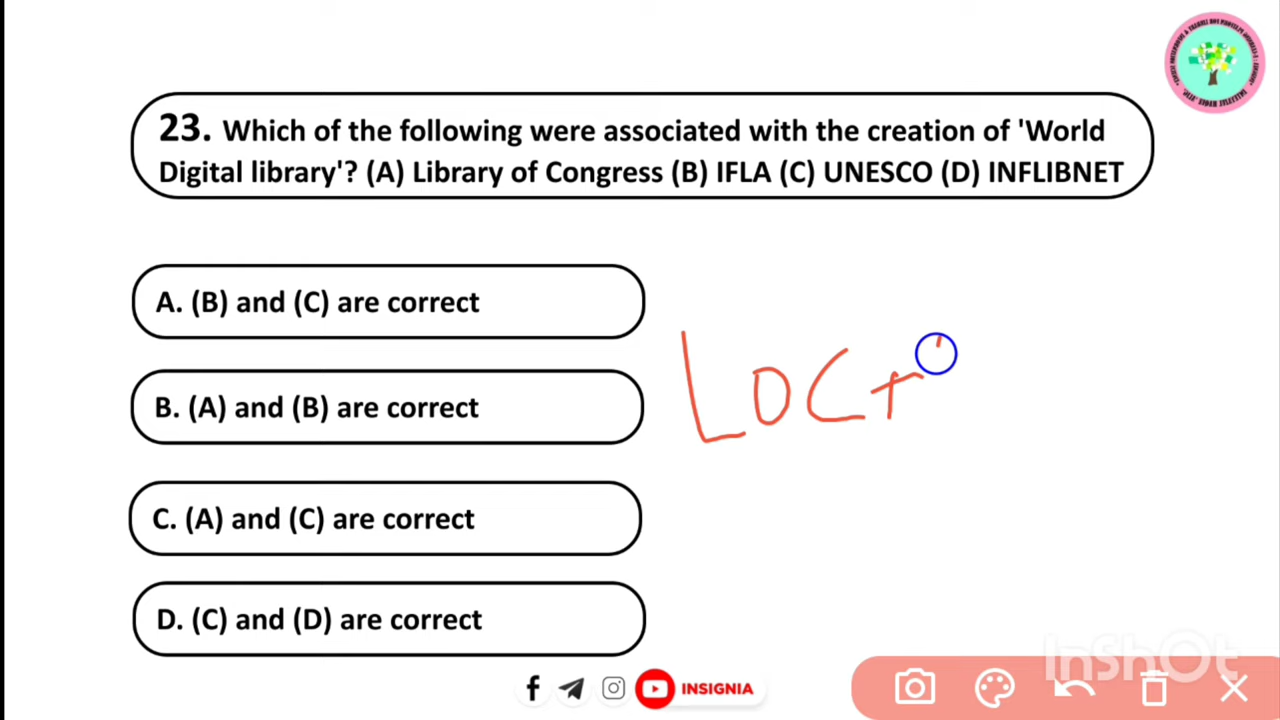 23. Which of the following were associated with the creation of 'World
Digital library'? (A) Library of Congress (B) IFLA (C) UNESCO (D) INFLIBNET
A. (B) and (C) are correct
B. (A) and (B) are correct
LOC+
C. (A) and (C) are correct
D. (C) and (D) are correct
InShOt
INSIGNIA